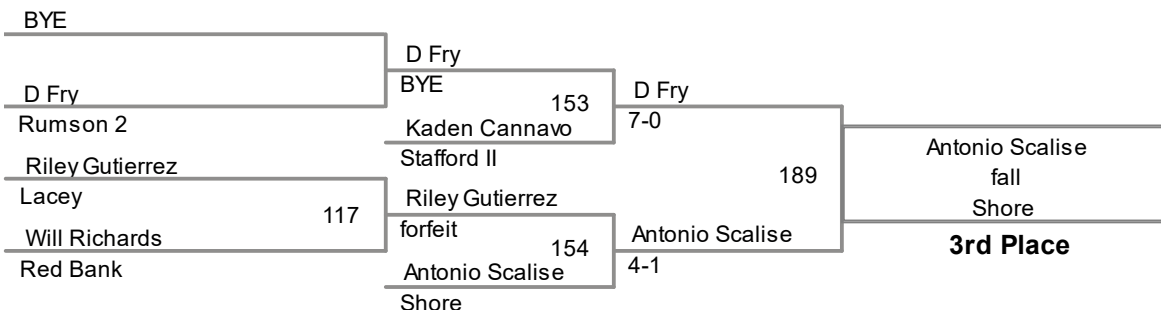 BYE
D Fry
Rumson 2
Riley Gutierrez
Lacey
117
Will Richards
Red Bank
D Fry
BYE
153
Kaden Cannavo
Stafford II
Riley Gutierrez
forfeit
154
Antonio Scalise
Shore
D Fry
7-0
189
Antonio Scalise
4-1
Antonio Scalise
fall
Shore
3rd Place